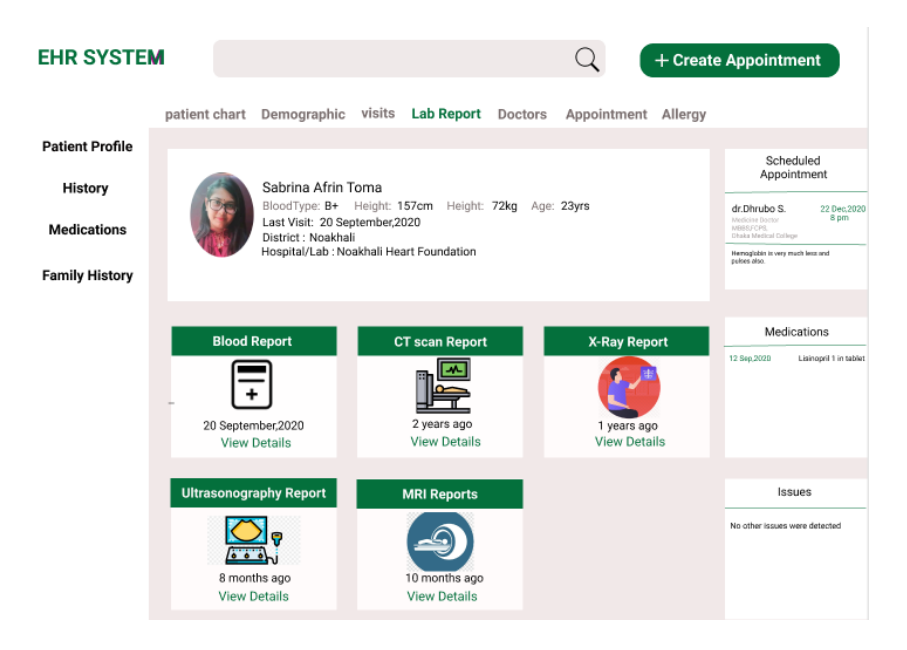 EHR SYSTEM
+ Create Appointment
patient chart Demographic visits Lab Report Doctors Appointment Allergy
Patient Profile
History
Medications
Family History
Sabrina Afrin Toma
BloodType: B+ Height: 157cm Height: 72kg Age: 23yrs
Last Visit: 20 September,2020
District : Noakhali
Hospital/Lab : Noakhali Heart Foundation
Scheduled
Appointment
dr.Dhrubo S. 22 Dec,2020
8 pm
Medicine Doctor
MBBS,FCPS,
Dhaka Medical College
Hemoglobin is very much less and
pulses also.
Blood Report
20 September,2020
View Details
CT scan Report
2 years ago
View Details
X-Ray Report
1 years ago
View Details
Medications
12 Sep,2020 Lisinopril 1 in tablet
Ultrasonography Report
8 months ago
View Details
MRI Reports
10 months ago
View Details
Issues
No other issues were detected